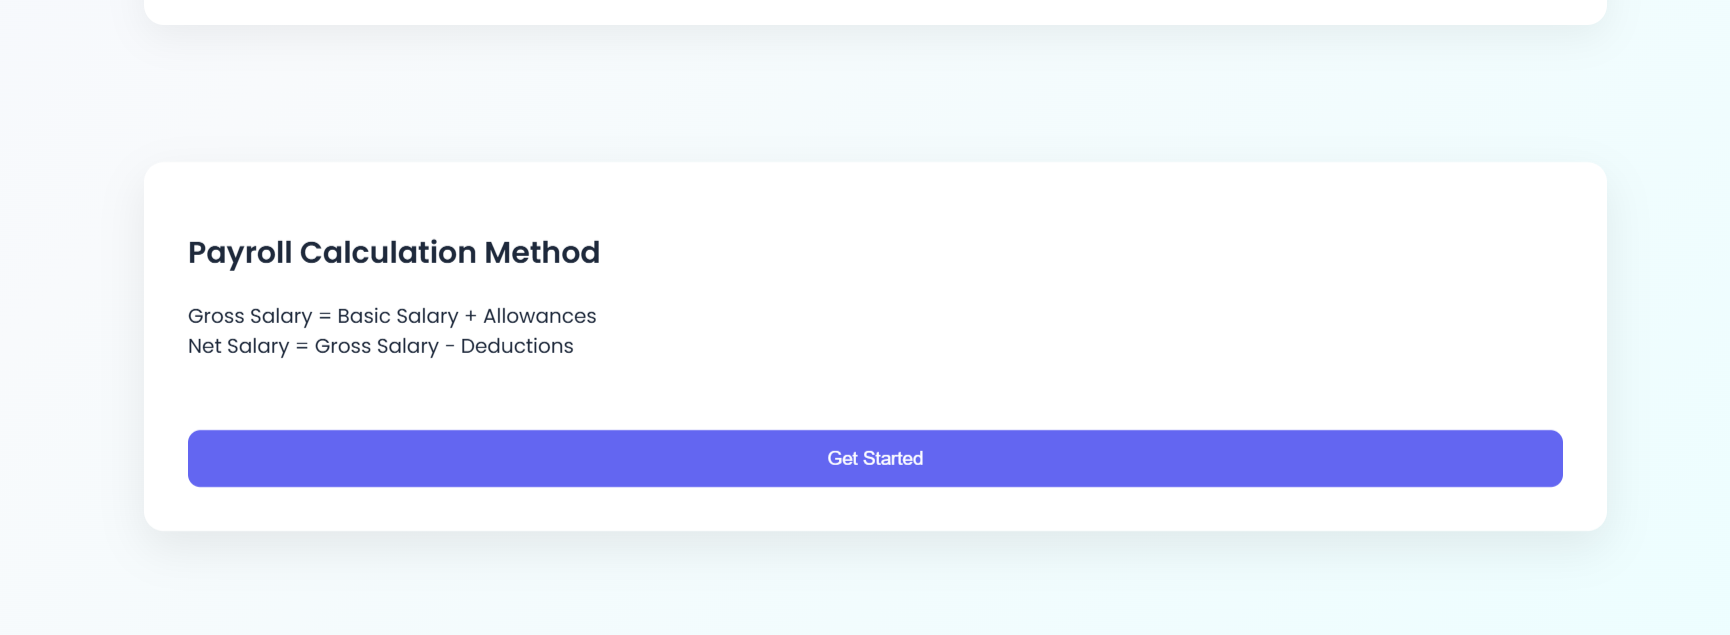 Payroll Calculation Method
Gross Salary = Basic Salary + Allowances
Net Salary = Gross Salary - Deductions
Get Started